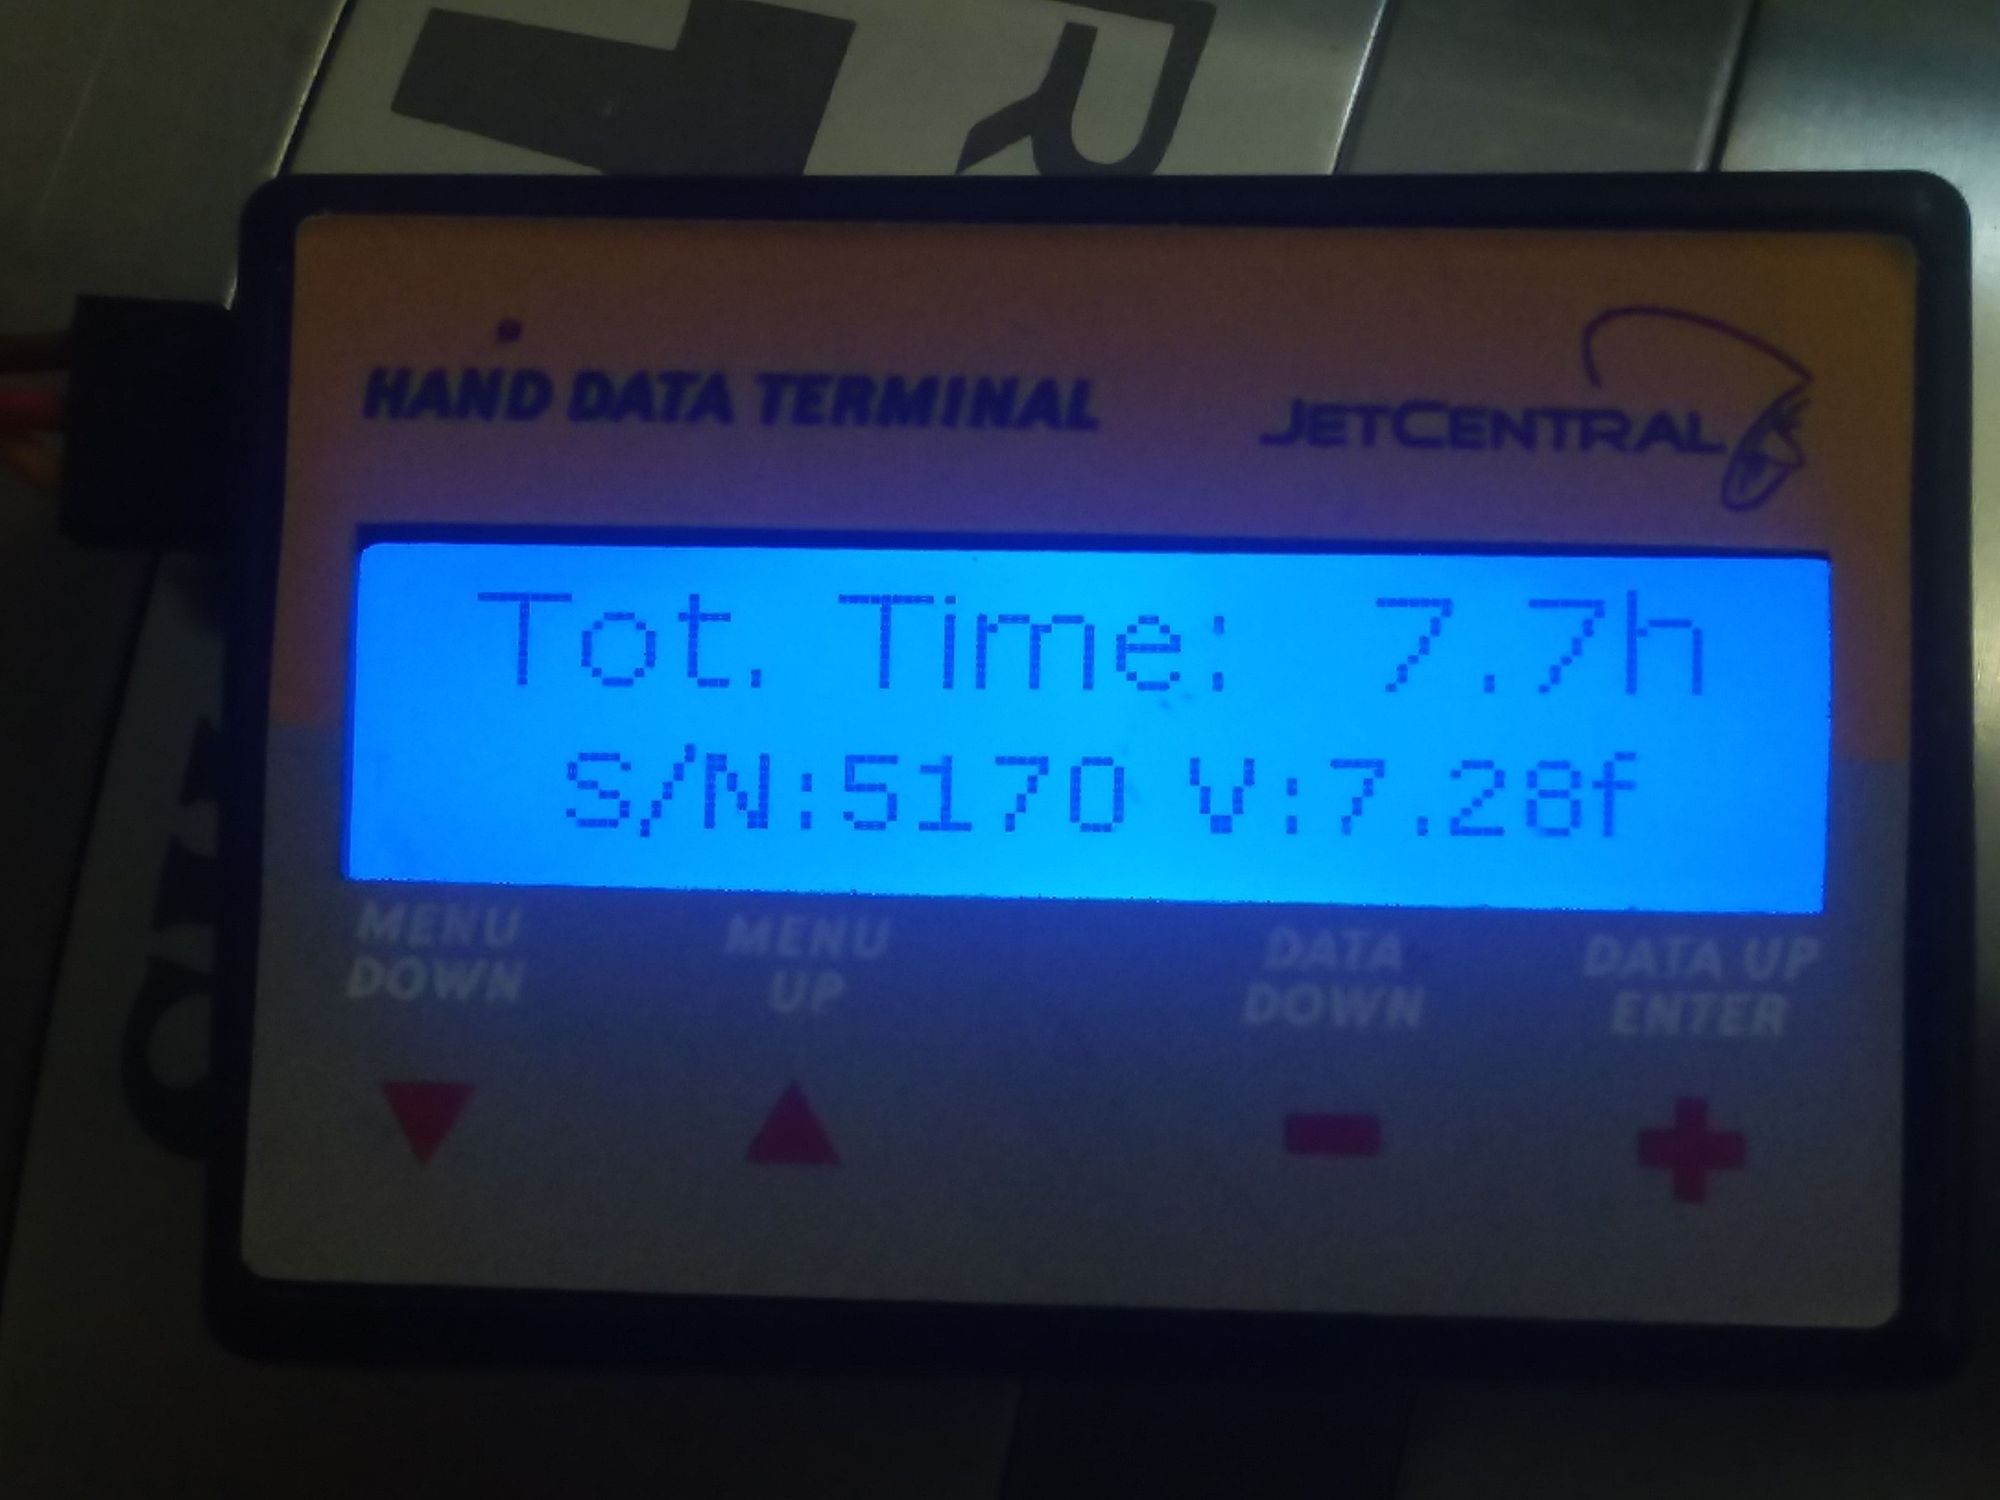 HAND DATA TERMINAL
JETCENTRAL
Tot. Time: 7.7h
S/N:5170 V:7.28f
MENU DOWN
MENU UP
DATA DOWN
DATA UP ENTER